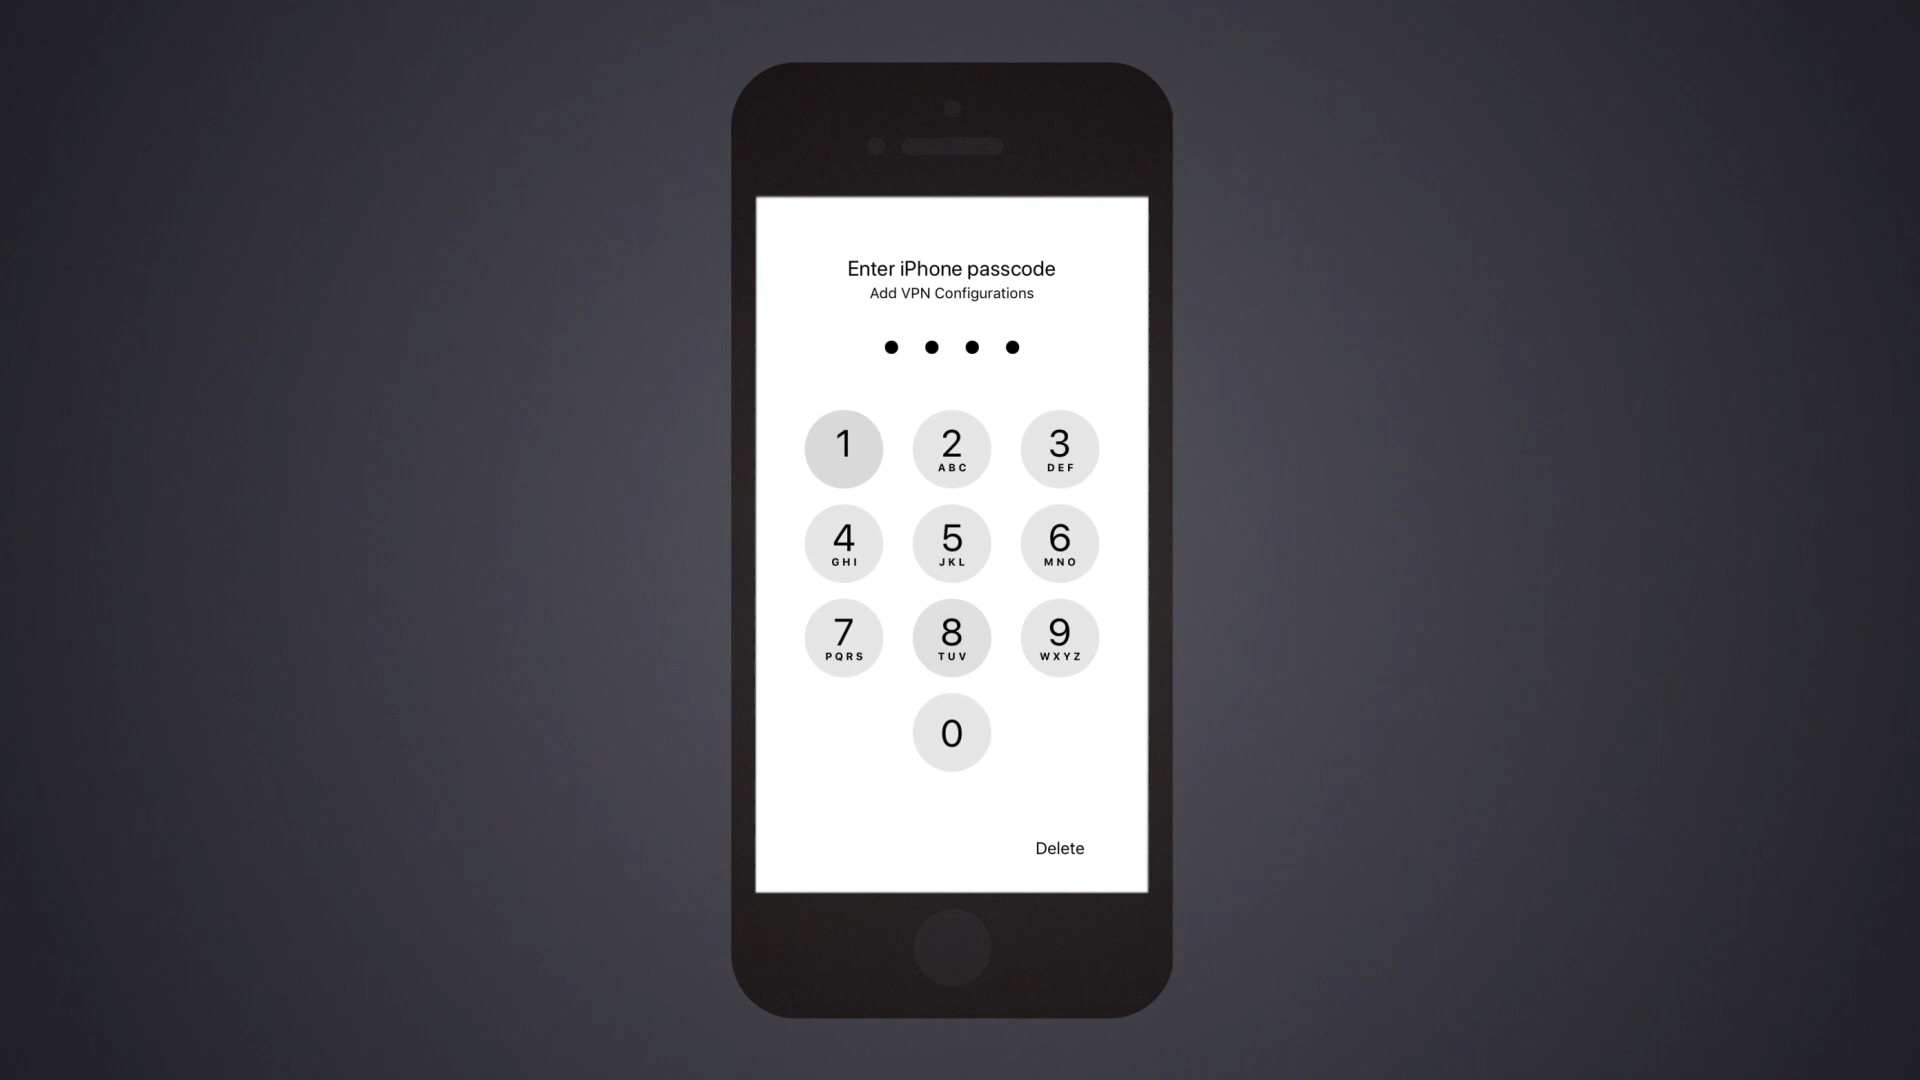 Enter iPhone passcode
Add VPN Configurations
1 2 3
ABC DEF
4 5 6
GHI JKL MNO
7 8 9
PQRS TUV WXYZ
0
Delete